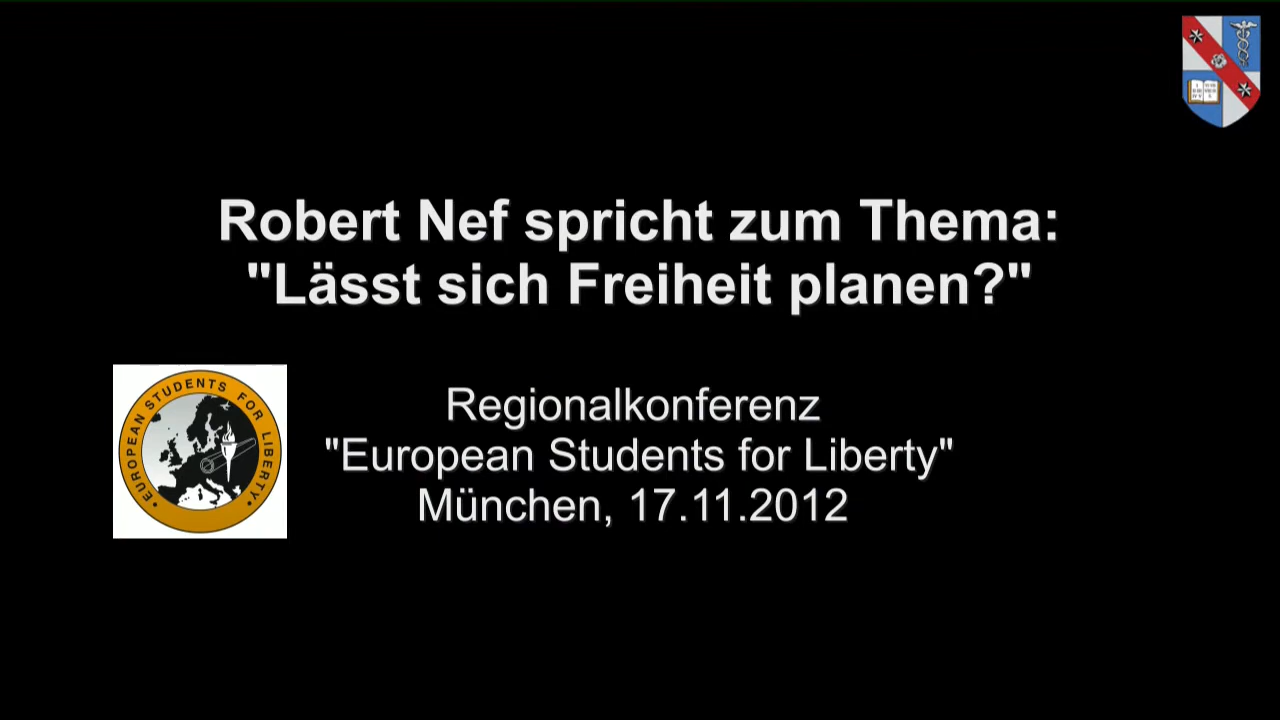 Robert Nef spricht zum Thema:
"Lässt sich Freiheit planen?"
EUROPEAN STUDENTS FOR LIBERTY
Regionalkonferenz
"European Students for Liberty"
München, 17.11.2012